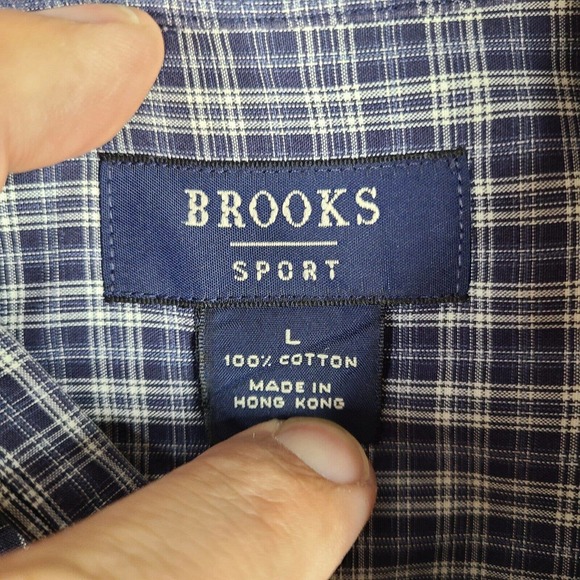 BROOKS
SPORT
L
100% COTTON
MADE IN
HONG KONG